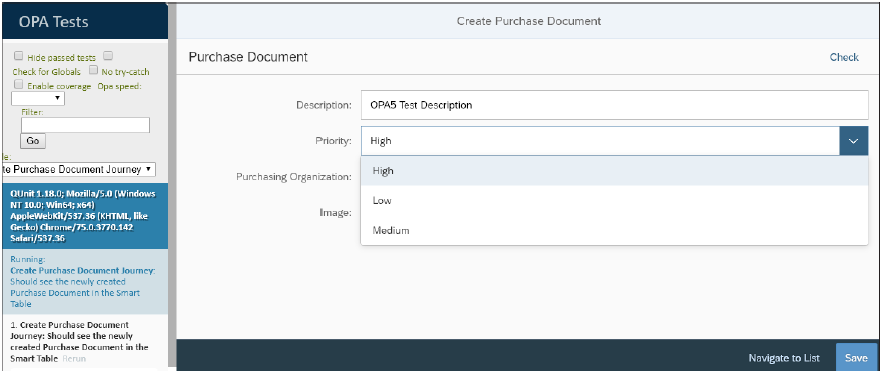 OPA Tests
Hide passed tests
Check for Globals No try-catch
Enable coverage Opa speed:
Filter:
Go
le:
te Purchase Document Journey
QUnit 1.18.0; Mozilla/5.0 (Windows
NT 10.0; Win64; x64)
AppleWebKit/537.36 (KHTML, like
Gecko) Chrome/75.0.3770.142
Safari/537.36
Running:
Create Purchase Document Journey:
Should see the newly created
Purchase Document in the Smart
Table
1. Create Purchase Document
Journey: Should see the newly
created Purchase Document in the
Smart Table Rerun
Create Purchase Document
Purchase Document Check
Description: OPA5 Test Description
Priority: High
Purchasing Organization:
Image:
High
Low
Medium
Navigate to List Save